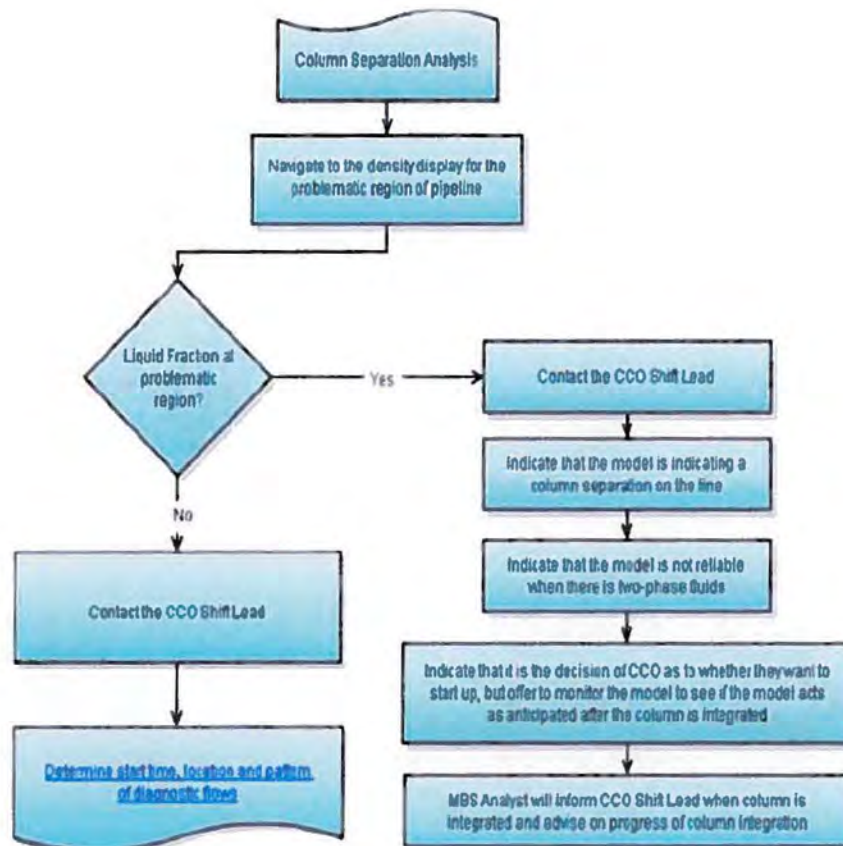 Column Separation Analysis
Navigate to the density display for the
problematic region of pipeline
Liquid Fraction at
problematic
region?
Yes
Contact the CCO Shift Lead
Indicate that the model is indicating a
column separation on the line
Indicate that the model is not reliable
when there is two-phase fluids
Indicate that it is the decision of CCO as to whether they want to
start up, but offer to monitor the model to see if the model acts
as anticipated after the column is integrated
MBS Analyst will inform CCO Shift Lead when column is
integrated and advise on progress of column integration
No
Contact the CCO Shift Lead
Determine start time, location and pattern
of diagnostic flows